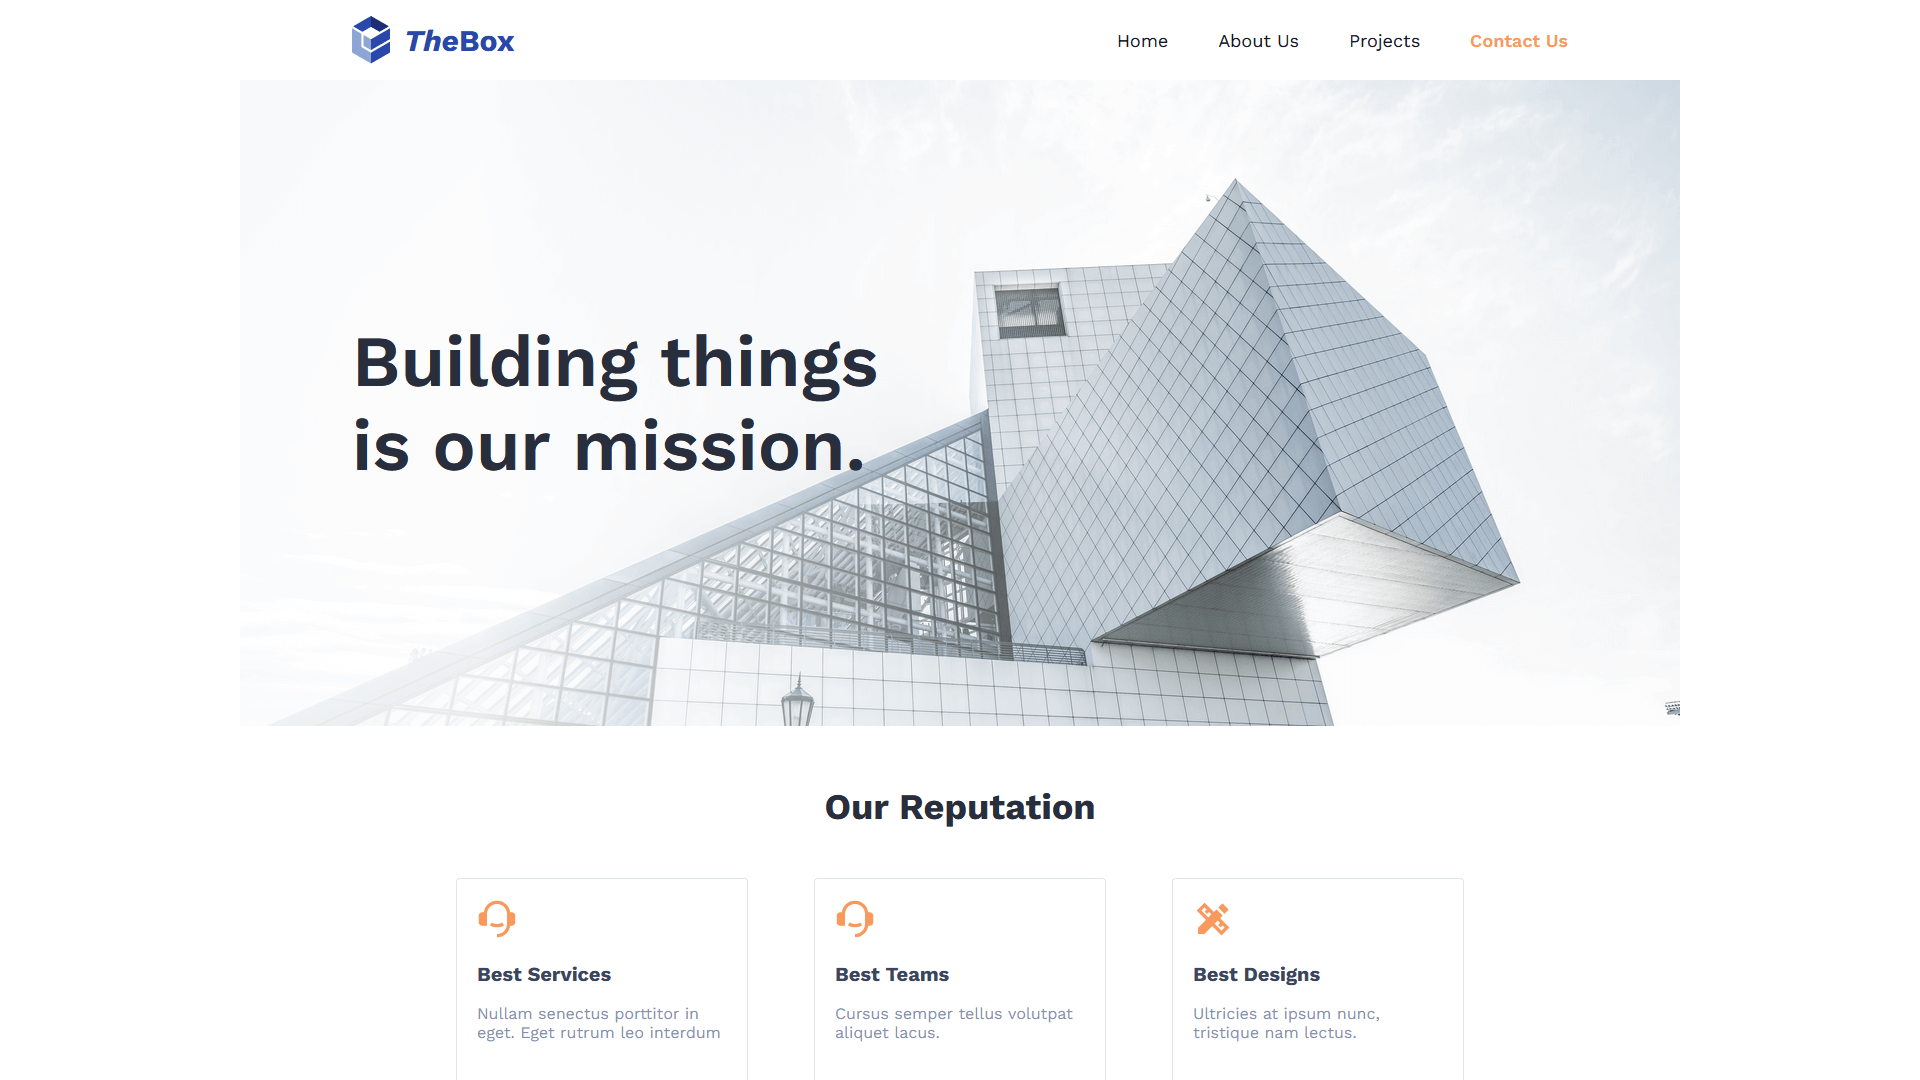 TheBox
Home
About Us
Projects
Contact Us
Building things
is our mission.
Our Reputation
Best Services
Nullam senectus porttitor in
eget. Eget rutrum leo interdum
Best Teams
Cursus semper tellus volutpat
aliquet lacus.
Best Designs
Ultricies at ipsum nunc,
tristique nam lectus.